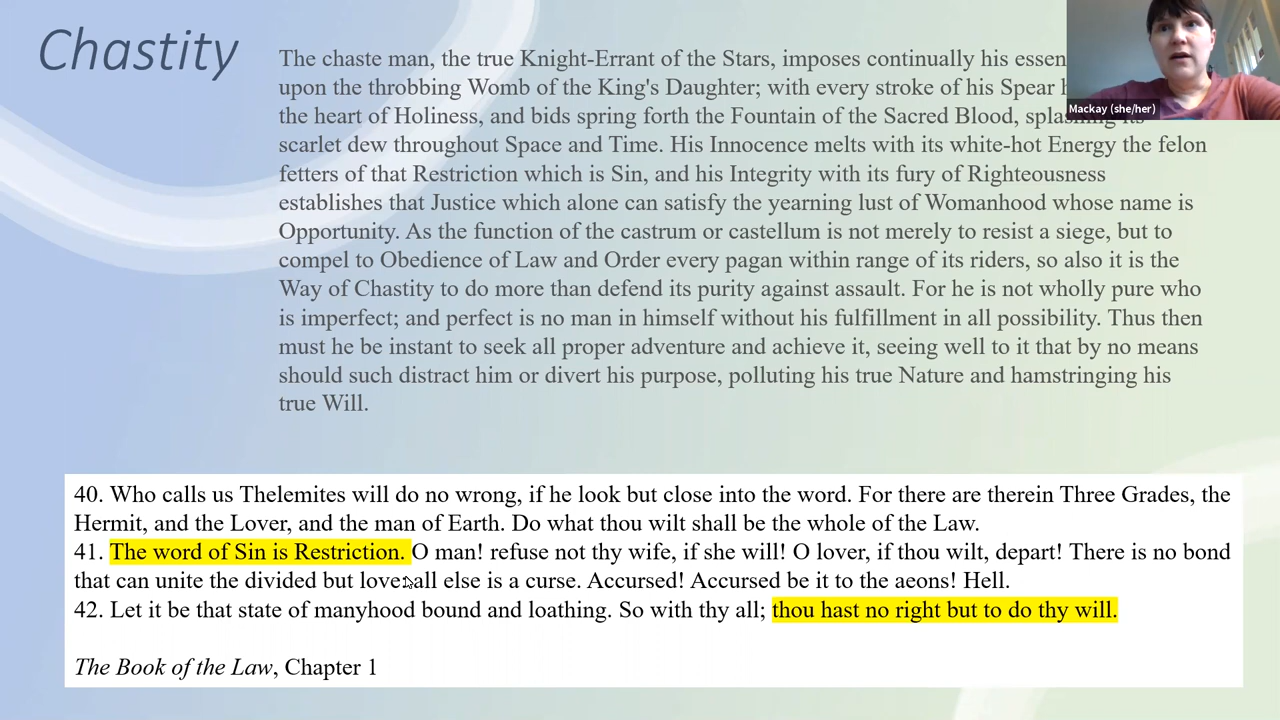 Chastity
The chaste man, the true Knight-Errant of the Stars, imposes continually his
upon the throbbing Womb of the King's Daughter; with every stroke of his Spear
the heart of Holiness, and bids spring forth the Fountain of the Sacred Blood, splashing its
scarlet dew throughout Space and Time. His Innocence melts with its white-hot Energy the felon
fetters of that Restriction which is Sin, and his Integrity with its fury of Righteousness
establishes that Justice which alone can satisfy the yearning lust of Womanhood whose name is
Opportunity. As the function of the castrum or castellum is not merely to resist a siege, but to
compel to Obedience of Law and Order every pagan within range of its riders, so also it is the
Way of Chastity to do more than defend its purity against assault. For he is not wholly pure who
is imperfect; and perfect is no man in himself without his fulfillment in all possibility. Thus then
must he be instant to seek all proper adventure and achieve it, seeing well to it that by no means
should such distract him or divert his purpose, polluting his true Nature and hamstringing his
true Will.
Mackay (she/her)
40. Who calls us Thelemites will do no wrong, if he look but close into the word. For there are therein Three Grades, the
Hermit, and the Lover, and the man of Earth. Do what thou wilt shall be the whole of the Law.
41. The word of Sin is Restriction. O man! refuse not thy wife, if she will! O lover, if thou wilt, depart! There is no bond
that can unite the divided but love: all else is a curse. Accursed! Accursed be it to the aeons! Hell.
42. Let it be that state of manyhood bound and loathing. So with thy all; thou hast no right but to do thy will.
The Book of the Law, Chapter 1